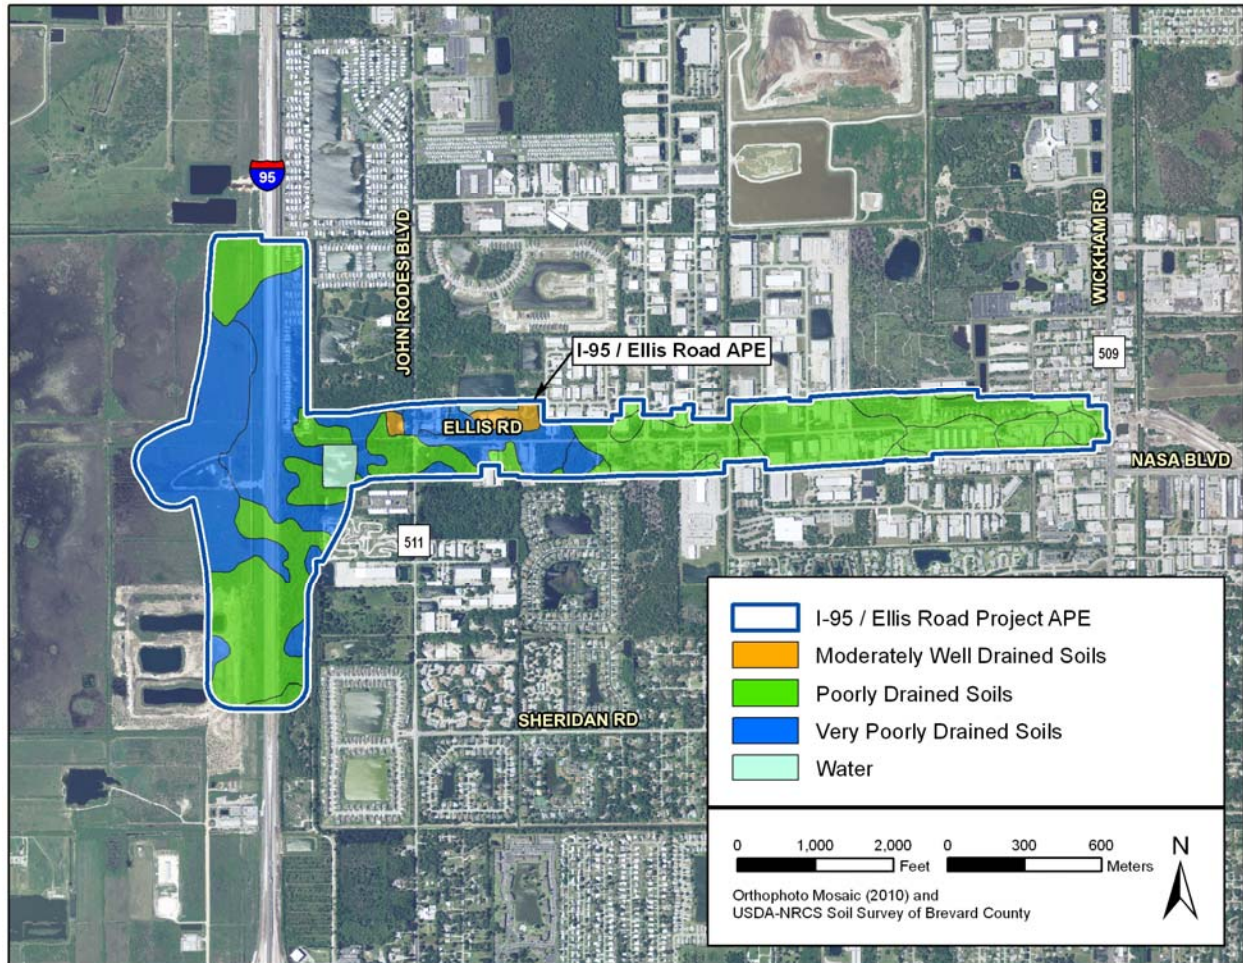 95
JOHN RODES BLVD
WICKHAM RD
I-95 / Ellis Road APE
509
ELLIS RD
NASA BLVD
511
SHERIDAN RD
I-95 / Ellis Road Project APE
Moderately Well Drained Soils
Poorly Drained Soils
Very Poorly Drained Soils
Water
0 1,000 2,000 Feet
0 300 600 Meters
N
Orthophoto Mosaic (2010) and
USDA-NRCS Soil Survey of Brevard County